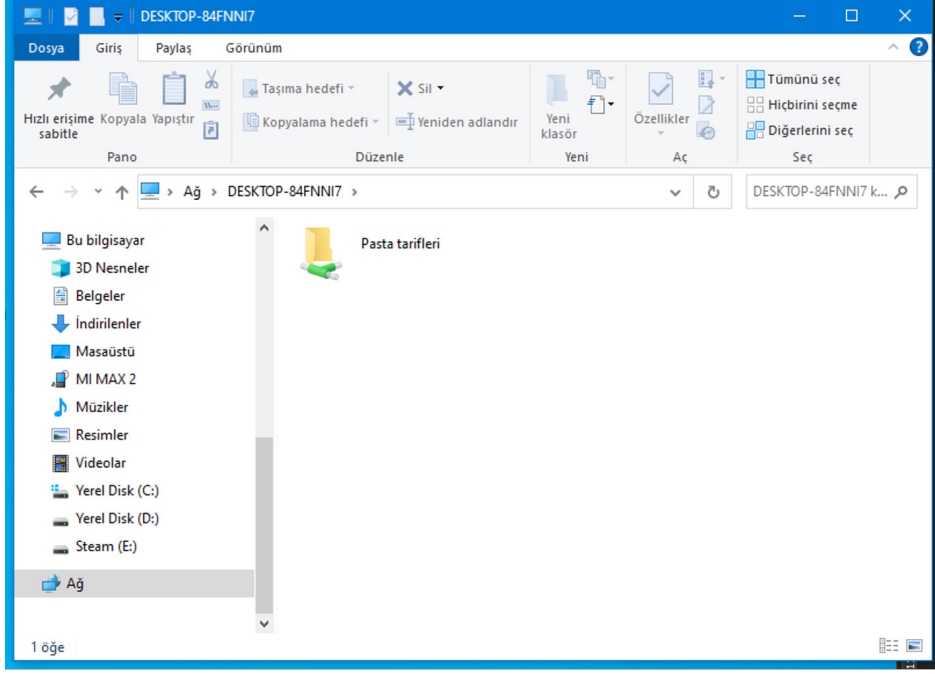 DESKTOP-84FNNI7
Dosya Giriş Paylaş Görünüm
Hızlı erişime sabitle
Kopyala
Yapıştır
Pano
Taşıma hedefi
Kopyalama hedefi
Sil
Yeniden adlandır
Düzenle
Yeni klasör
Yeni
Özellikler
Aç
Tümünü seç
Hiçbirini seçme
Diğerlerini seç
Seç
Ağ > DESKTOP-84FNNI7 >
DESKTOP-84FNNI7 k...
Bu bilgisayar
3D Nesneler
Belgeler
İndirilenler
Masaüstü
MI MAX 2
Müzikler
Resimler
Videolar
Yerel Disk (C:)
Yerel Disk (D:)
Steam (E:)
Ağ
Pasta tarifleri
1 öğe